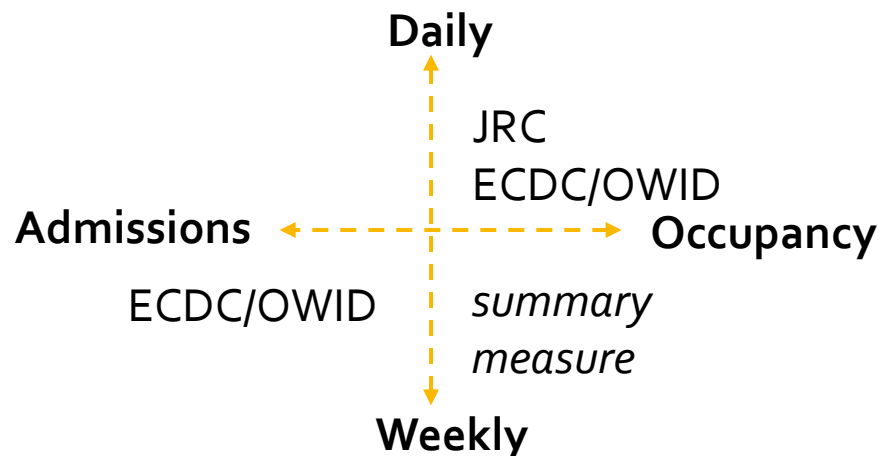 Daily
JRC
ECDC/OWID
Admissions
Occupancy
ECDC/OWID
summary
measure
Weekly